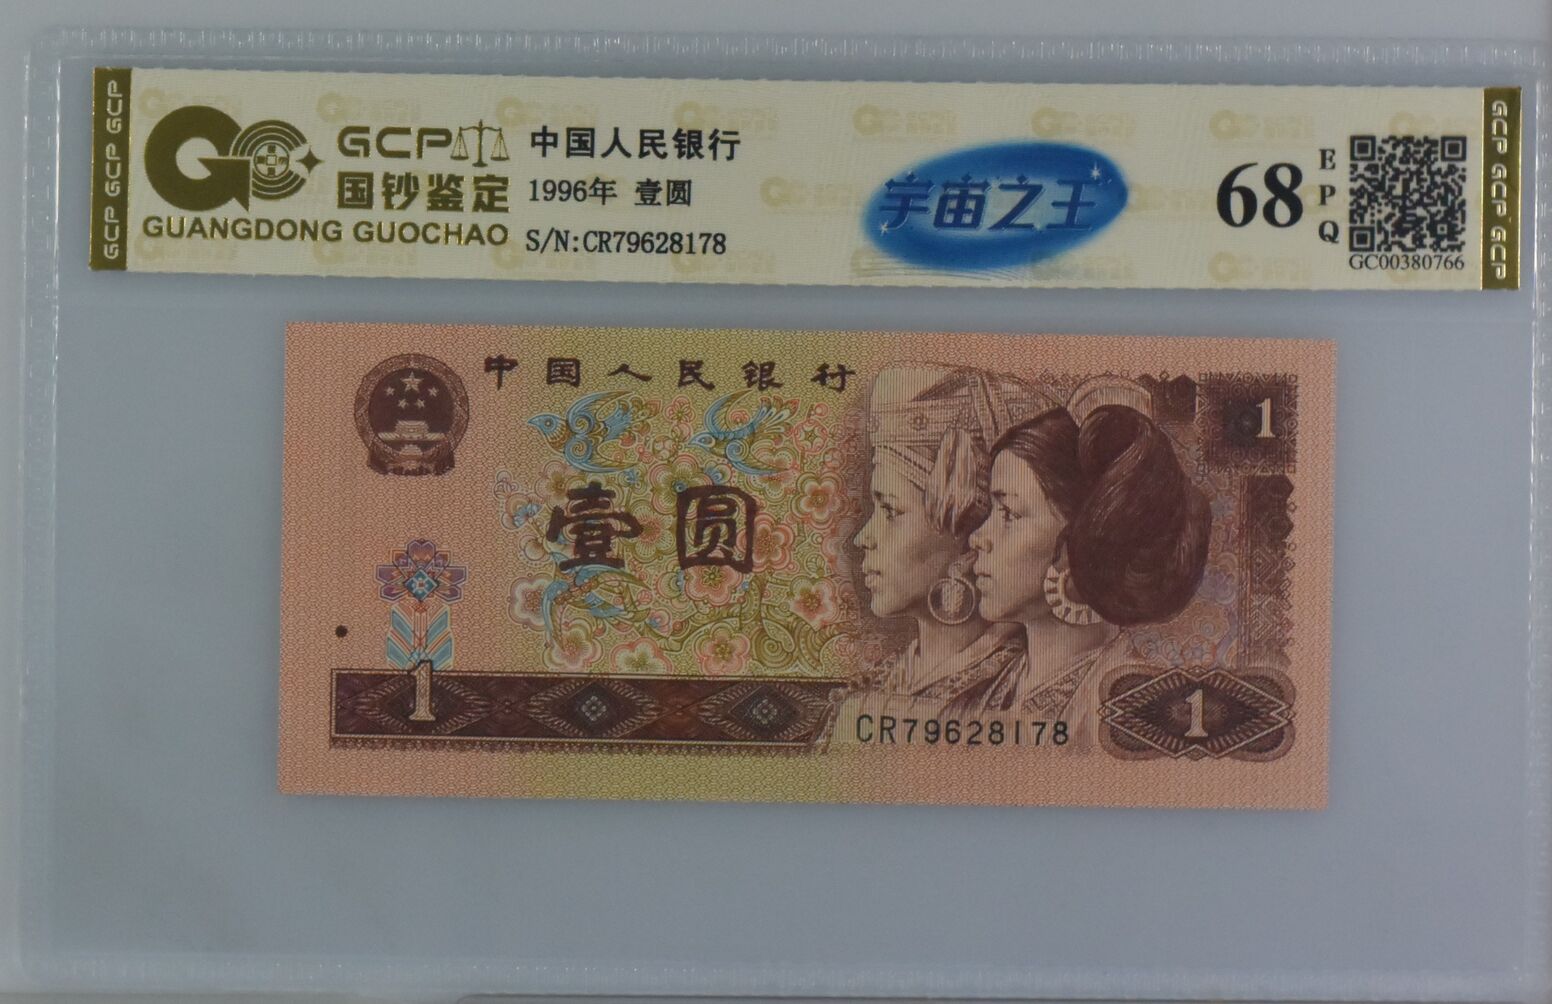 GCP GCP GCP
GCP
国钞鉴定
GUANGDONG GUOCHAO
中国人民银行
1996年 壹圆
S/N:CR79628178
宇宙之王
68
EPQ
GC00380766
GCP GCP GCP
中国人民银行
1
壹圆
1
CR79628178
1